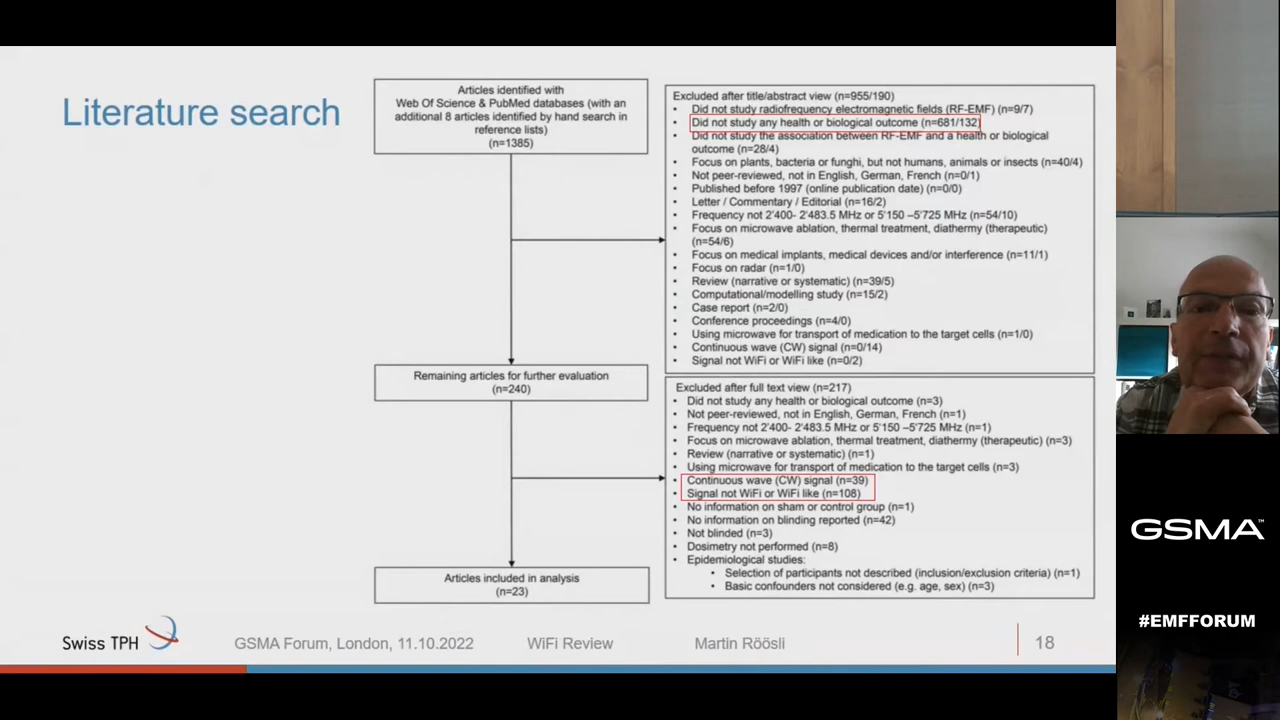 Literature search
Articles identified with
Web Of Science & PubMed databases (with an
additional 8 articles identified by hand search in
reference lists)
(n=1385)
Excluded after title/abstract view (n=955/190)
• Did not study radiofrequency electromagnetic fields (RF-EMF) (n=9/7)
• Did not study any health or biological outcome (n=681/132)
• Did not study the association between RF-EMF and a health or biological
outcome (n=28/4)
• Focus on plants, bacteria or funghi, but not humans, animals or insects (n=40/4)
• Not peer-reviewed, not in English, German, French (n=0/1)
• Published before 1997 (online publication date) (n=0/0)
• Letter / Commentary / Editorial (n=16/2)
• Frequency not 2'400- 2'483.5 MHz or 5'150 –5'725 MHz (n=54/10)
• Focus on microwave ablation, thermal treatment, diathermy (therapeutic)
(n=54/6)
• Focus on medical implants, medical devices and/or interference (n=11/1)
• Focus on radar (n=1/0)
• Review (narrative or systematic) (n=39/5)
• Computational/modelling study (n=15/2)
• Case report (n=2/0)
• Conference proceedings (n=4/0)
• Using microwave for transport of medication to the target cells (n=1/0)
• Continuous wave (CW) signal (n=0/14)
• Signal not WiFi or WiFi like (n=0/2)
Remaining articles for further evaluation
(n=240)
Excluded after full text view (n=217)
• Did not study any health or biological outcome (n=3)
• Not peer-reviewed, not in English, German, French (n=1)
• Frequency not 2'400- 2'483.5 MHz or 5'150 –5'725 MHz (n=1)
• Focus on microwave ablation, thermal treatment, diathermy (therapeutic) (n=3)
• Review (narrative or systematic) (n=1)
• Using microwave for transport of medication to the target cells (n=3)
• Continuous wave (CW) signal (n=39)
• Signal not WiFi or WiFi like (n=108)
• No information on sham or control group (n=1)
• No information on blinding reported (n=42)
• Not blinded (n=3)
• Dosimetry not performed (n=8)
• Epidemiological studies:
• Selection of participants not described (inclusion/exclusion criteria) (n=1)
• Basic confounders not considered (e.g. age, sex) (n=3)
Articles included in analysis
(n=23)
Swiss TPH
GSMA Forum, London, 11.10.2022
WiFi Review
Martin Röösli
18
GSMA™
#EMFFORUM